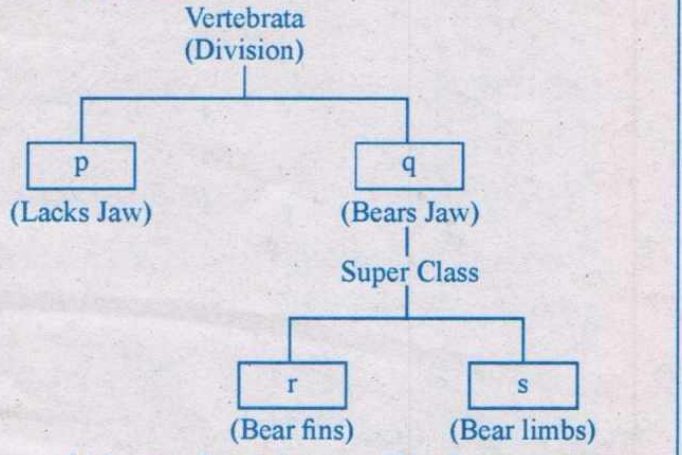 Vertebrata
(Division)
p
q
(Lacks Jaw)
(Bears Jaw)
Super Class
r
s
(Bear fins)
(Bear limbs)